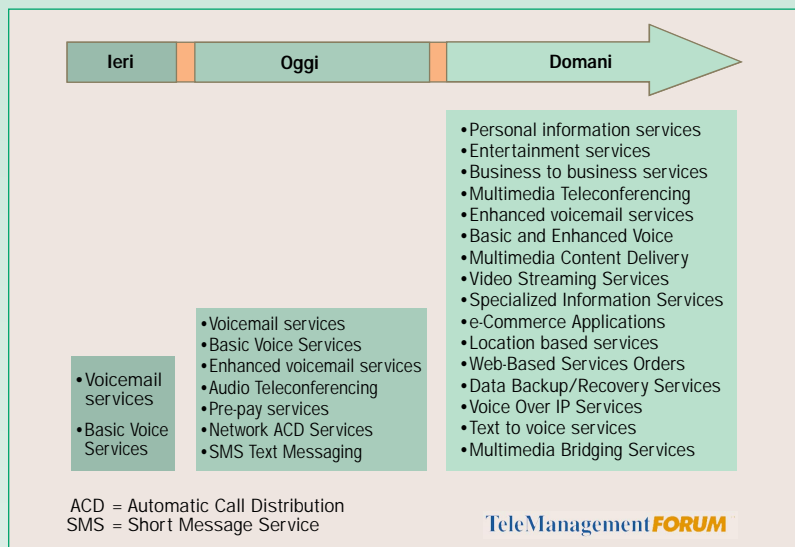 Ieri
Oggi
Domani
•Voicemail
services
•Basic Voice
Services
•Voicemail services
•Basic Voice Services
•Enhanced voicemail services
•Audio Teleconferencing
•Pre-pay services
•Network ACD Services
•SMS Text Messaging
•Personal information services
•Entertainment services
•Business to business services
•Multimedia Teleconferencing
•Enhanced voicemail services
•Basic and Enhanced Voice
•Multimedia Content Delivery
•Video Streaming Services
•Specialized Information Services
•e-Commerce Applications
•Location based services
•Web-Based Services Orders
•Data Backup/Recovery Services
•Voice Over IP Services
•Text to voice services
•Multimedia Bridging Services
ACD = Automatic Call Distribution
SMS = Short Message Service
TeleManagement FORUM